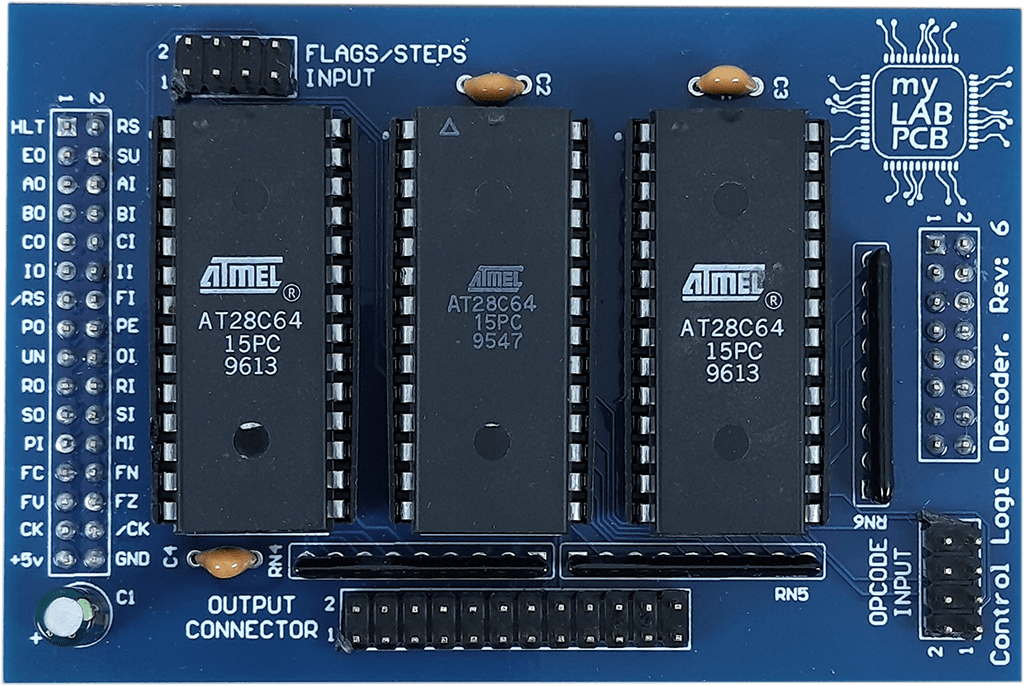 2
1
FLAGS/STEPS
INPUT
C2
C3
my
LAB
PCB
1 2
HLT RS
EO SU
AO AI
BO BI
CO CI
IO II
/RS FI
PO PE
UN OI
RO RI
SO SI
PI MI
FC FN
FV FZ
CK /CK
+5v GND
ATMEL®
AT28C64
15PC
9613
ATMEL
AT28C64
15PC
9547
ATMEL®
AT28C64
15PC
9613
1 2
RN6
Control Logic Decoder. Rev: 6
C4
RN4
RN5
C1
+
OUTPUT
CONNECTOR
2
1
OPCODE
INPUT
2 1